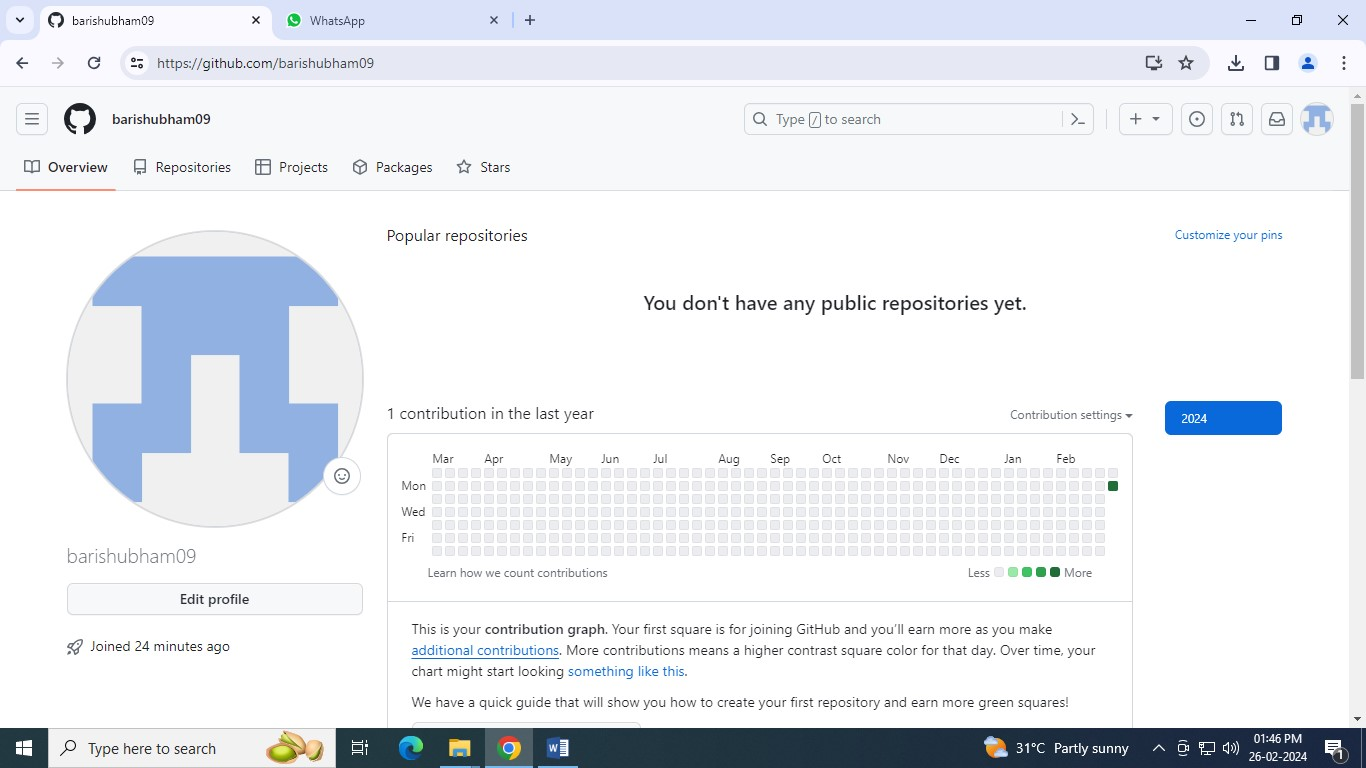 barishubham09
WhatsApp
https://github.com/barishubham09
barishubham09
Type / to search
Overview
Repositories
Projects
Packages
Stars
Popular repositories
Customize your pins
You don't have any public repositories yet.
1 contribution in the last year
Contribution settings
2024
Mar Apr May Jun Jul Aug Sep Oct Nov Dec Jan Feb
Mon
Wed
Fri
Learn how we count contributions
Less More
barishubham09
Edit profile
Joined 24 minutes ago
This is your contribution graph. Your first square is for joining GitHub and you'll earn more as you make
additional contributions. More contributions means a higher contrast square color for that day. Over time, your
chart might start looking something like this.
We have a quick guide that will show you how to create your first repository and earn more green squares!
Type here to search
31°C Partly sunny
01:46 PM
26-02-2024
1